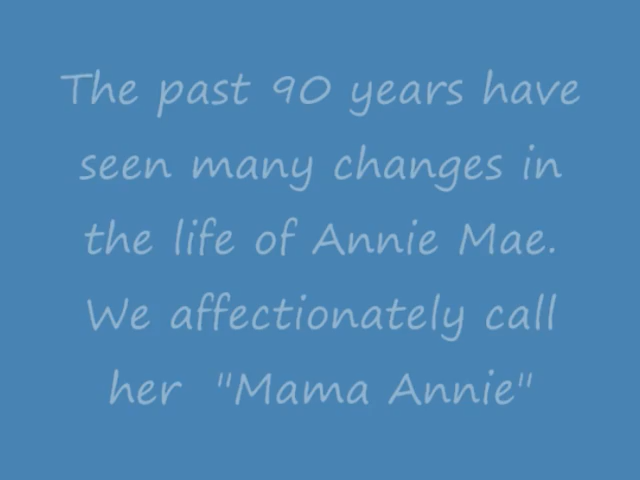 The past 90 years have
seen many changes in
the life of Annie Mae.
We affectionately call
her "Mama Annie"